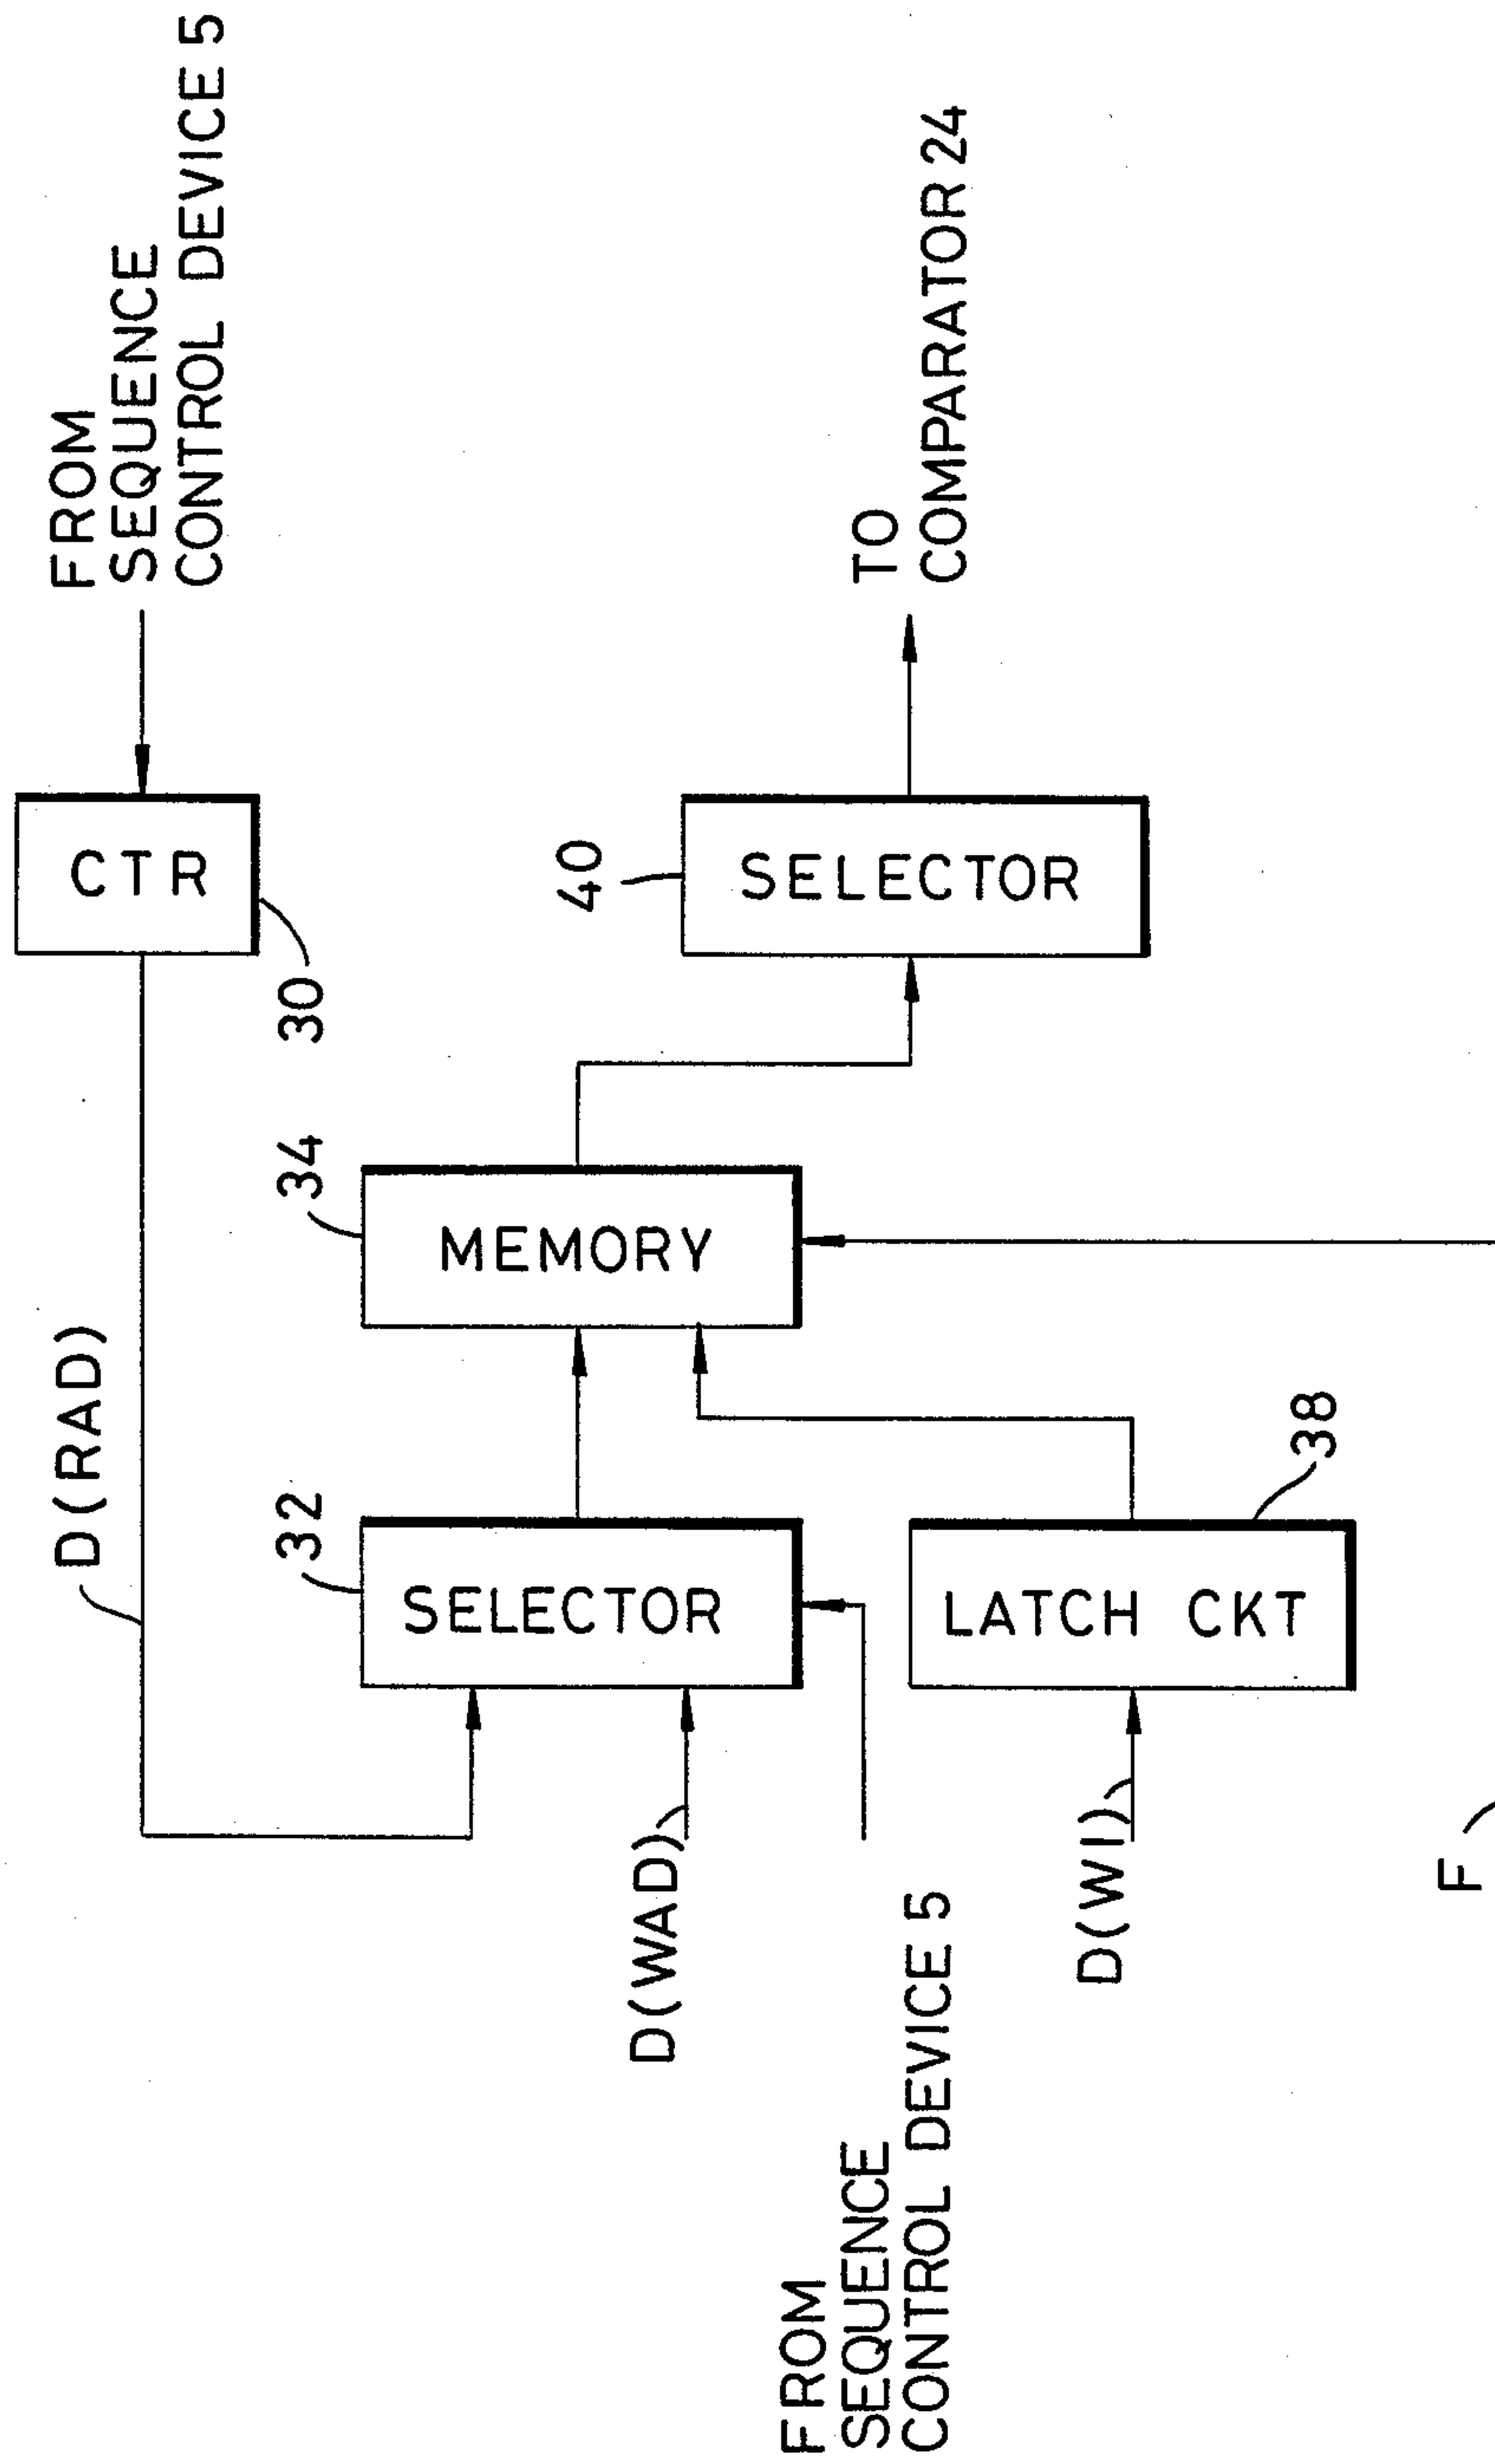 FROM
SEQUENCE
CONTROL DEVICE 5
D(RAD)
CTR
30
32
34
40
SELECTOR
MEMORY
SELECTOR
TO
COMPARATOR 24
D(WAD)
FROM
SEQUENCE
CONTROL DEVICE 5
LATCH CKT
38
D(WI)
F